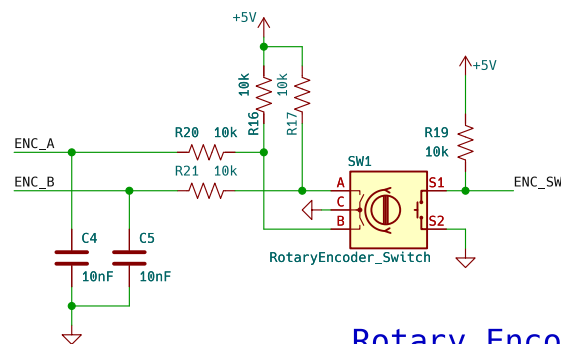 +5V
10k
10k
R16
R17
+5V
R19
10k
ENC_A
R20 10k
ENC_B
R21 10k
SW1
A
C
B
S1
S2
ENC_SW
C4
10nF
C5
10nF
RotaryEncoder_Switch
Rotary Enco